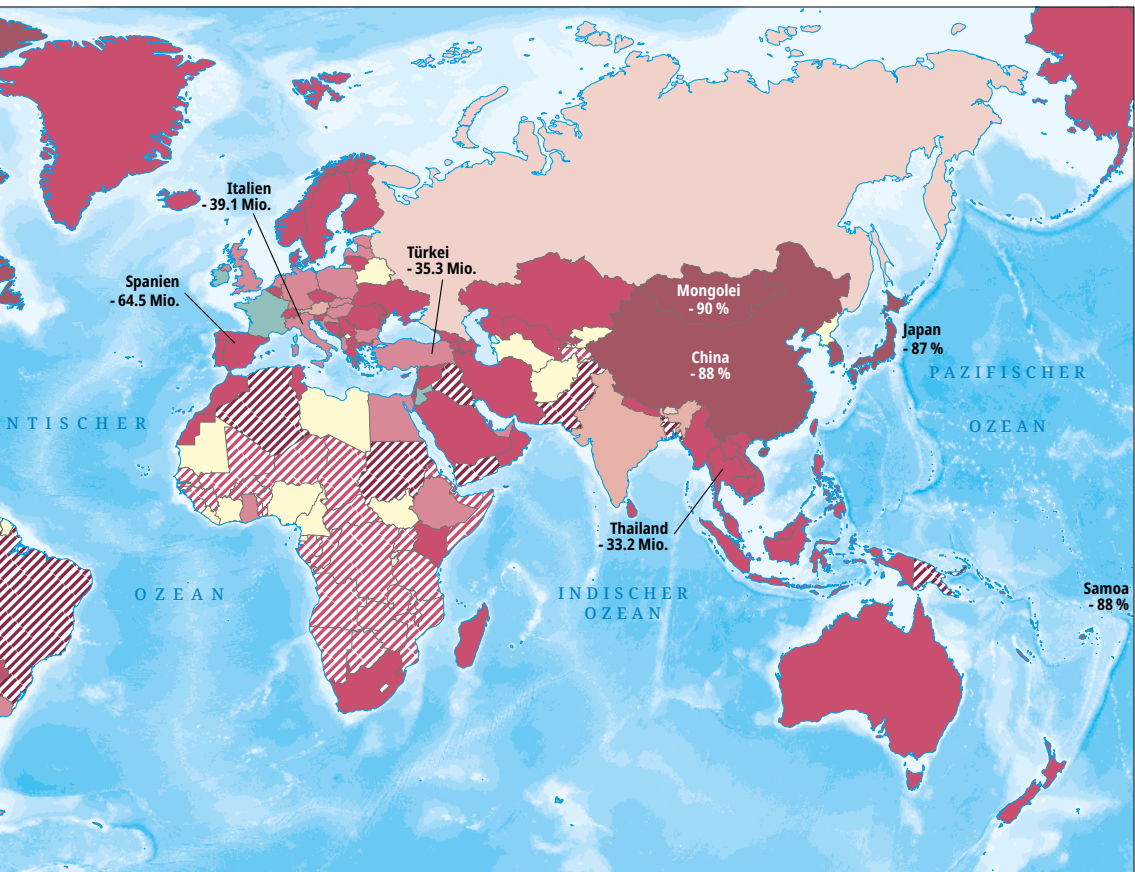 Italien
- 39.1 Mio.
Türkei
- 35.3 Mio.
Spanien
- 64.5 Mio.
Mongolei
- 90 %
China
- 88 %
Japan
- 87 %
PAZIFISCHER
OZEAN
NTISCHER
OZEAN
Thailand
- 33.2 Mio.
INDISCHER
OZEAN
Samoa
- 88 %